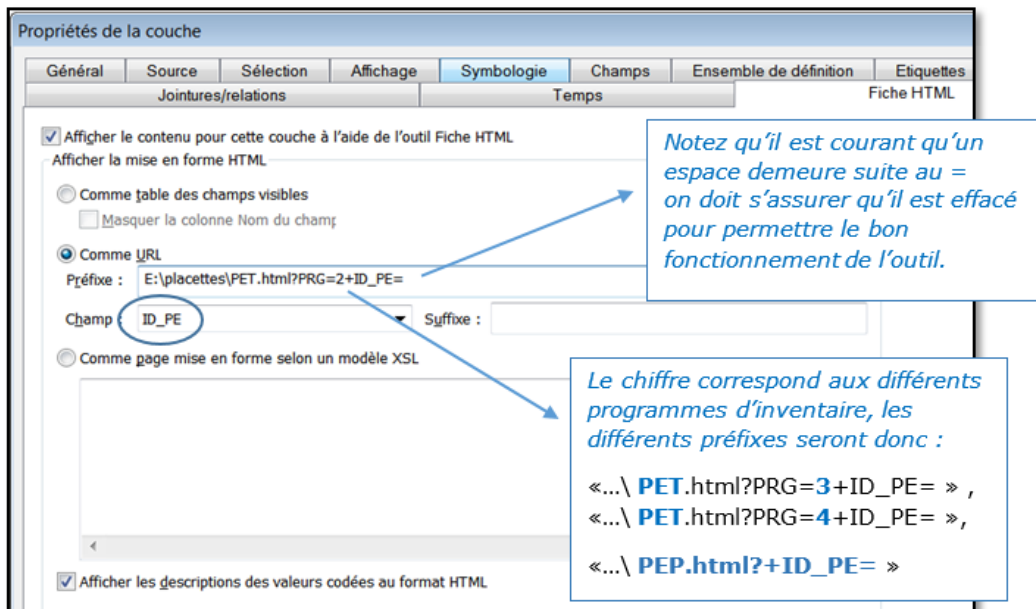 Propriétés de la couche
Général Source Sélection Affichage Symbologie Champs Ensemble de définition Etiquettes
Jointures/relations Temps Fiche HTML
Afficher le contenu pour cette couche à l'aide de l'outil Fiche HTML
Afficher la mise en forme HTML
Comme table des champs visibles
Masquer la colonne Nom du champ
Comme URL
Préfixe : E:\placettes\PET.html?PRG=2+ID_PE=
Champ : ID_PE Suffixe :
Comme page mise en forme selon un modèle XSL
Afficher les descriptions des valeurs codées au format HTML
Notez qu'il est courant qu'un
espace demeure suite au =
on doit s'assurer qu'il est effacé
pour permettre le bon
fonctionnement de l'outil.
Le chiffre correspond aux différents
programmes d'inventaire, les
différents préfixes seront donc :
«...\ PET.html?PRG=3+ID_PE= » ,
«...\ PET.html?PRG=4+ID_PE= »,
«...\ PEP.html?+ID_PE= »